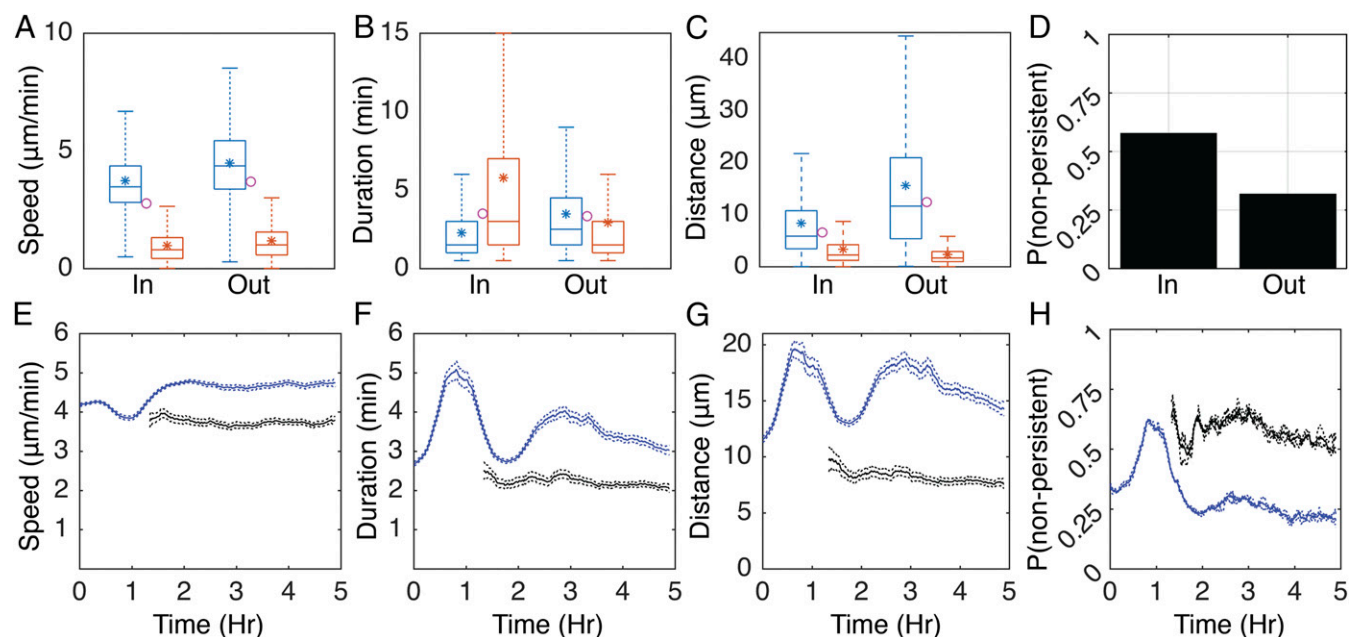 A
Speed (μm/min)
10
5
0
In Out
B
Duration (min)
15
10
5
0
In Out
C
Distance (μm)
40
30
20
10
0
In Out
D
P(non-persistent)
1
0.75
0.5
0.25
0
In Out
E
Speed (μm/min)
6
5
4
3
2
1
0 1 2 3 4 5
Time (Hr)
F
Duration (min)
6
5
4
3
2
1
0 1 2 3 4 5
Time (Hr)
G
Distance (μm)
20
15
10
5
0
0 1 2 3 4 5
Time (Hr)
H
P(non-persistent)
1
0.75
0.5
0.25
0
0 1 2 3 4 5
Time (Hr)